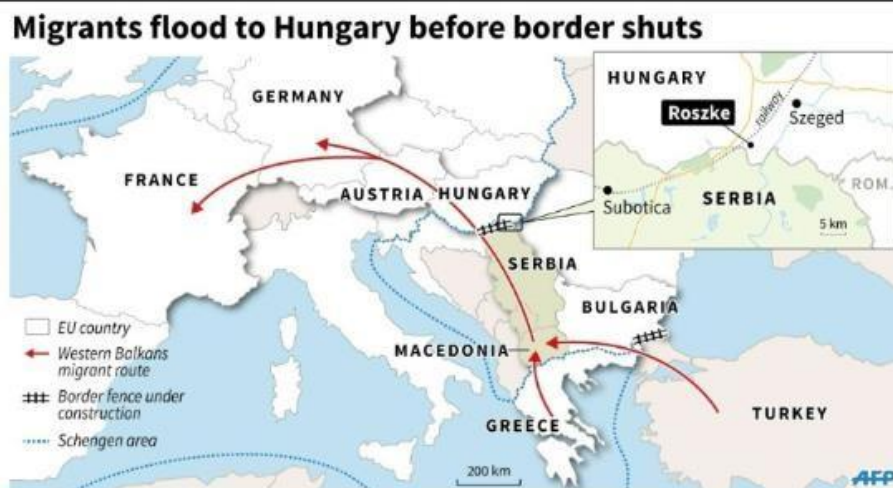 Migrants flood to Hungary before border shuts
GERMANY
FRANCE
AUSTRIA
HUNGARY
SERBIA
BULGARIA
MACEDONIA
GREECE
TURKEY
HUNGARY
Roszke
railway
Szeged
ROM.
Subotica
SERBIA
5 km
EU country
Western Balkans
migrant route
Border fence under
construction
Schengen area
200 km
AFP